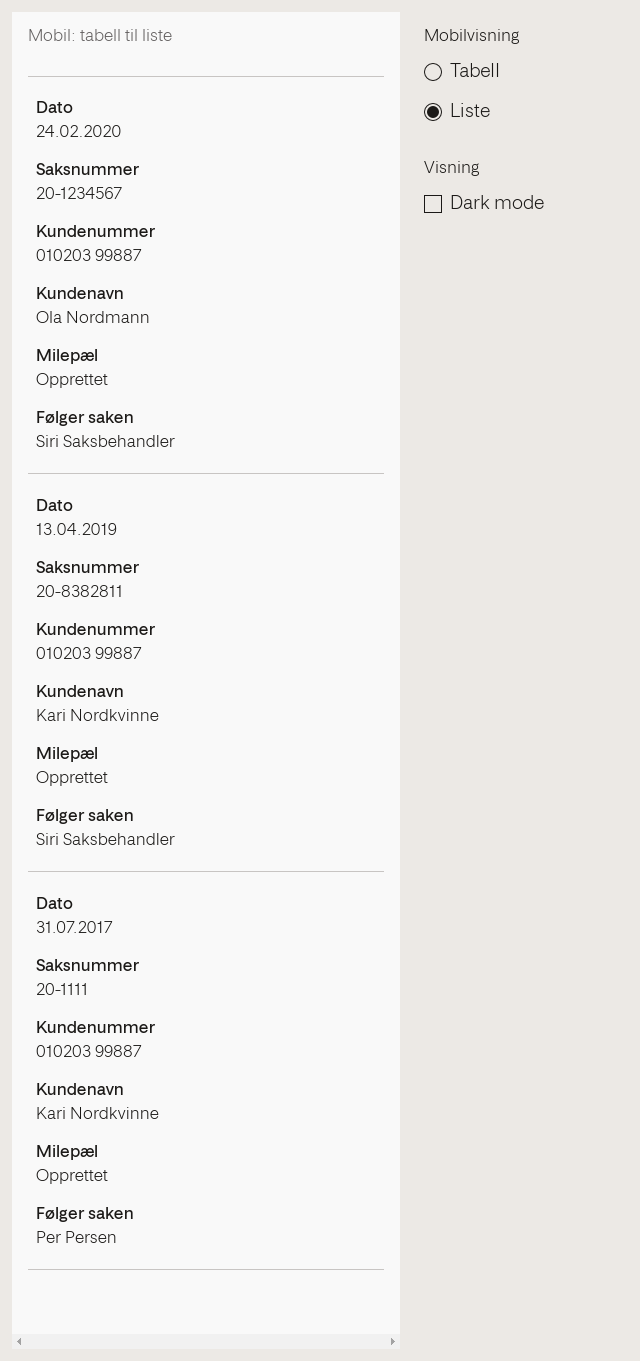 Mobil: tabell til liste
Dato
24.02.2020
Saksnummer
20-1234567
Kundenummer
010203 99887
Kundenavn
Ola Nordmann
Milepæl
Opprettet
Følger saken
Siri Saksbehandler
Dato
13.04.2019
Saksnummer
20-8382811
Kundenummer
010203 99887
Kundenavn
Kari Nordkvinne
Milepæl
Opprettet
Følger saken
Siri Saksbehandler
Dato
31.07.2017
Saksnummer
20-1111
Kundenummer
010203 99887
Kundenavn
Kari Nordkvinne
Milepæl
Opprettet
Følger saken
Per Persen
Mobilvisning
Tabell
Liste
Visning
Dark mode